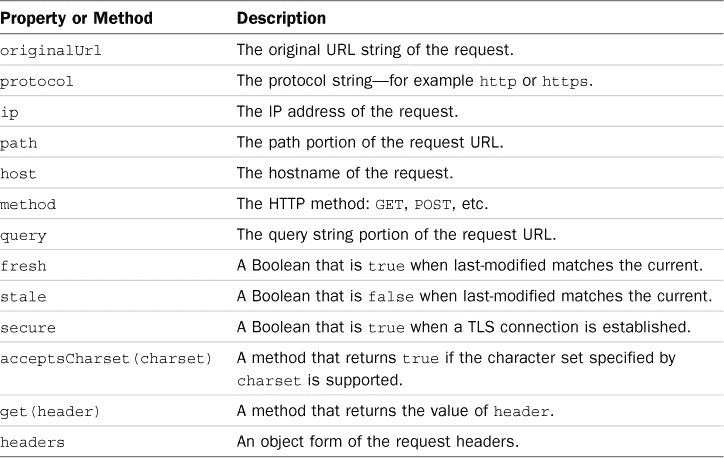 Property or Method Description
originalUrl The original URL string of the request.
protocol The protocol string—for example http or https.
ip The IP address of the request.
path The path portion of the request URL.
host The hostname of the request.
method The HTTP method: GET, POST, etc.
query The query string portion of the request URL.
fresh A Boolean that is true when last-modified matches the current.
stale A Boolean that is false when last-modified matches the current.
secure A Boolean that is true when a TLS connection is established.
acceptsCharset(charset) A method that returns true if the character set specified by
charset is supported.
get(header) A method that returns the value of header.
headers An object form of the request headers.